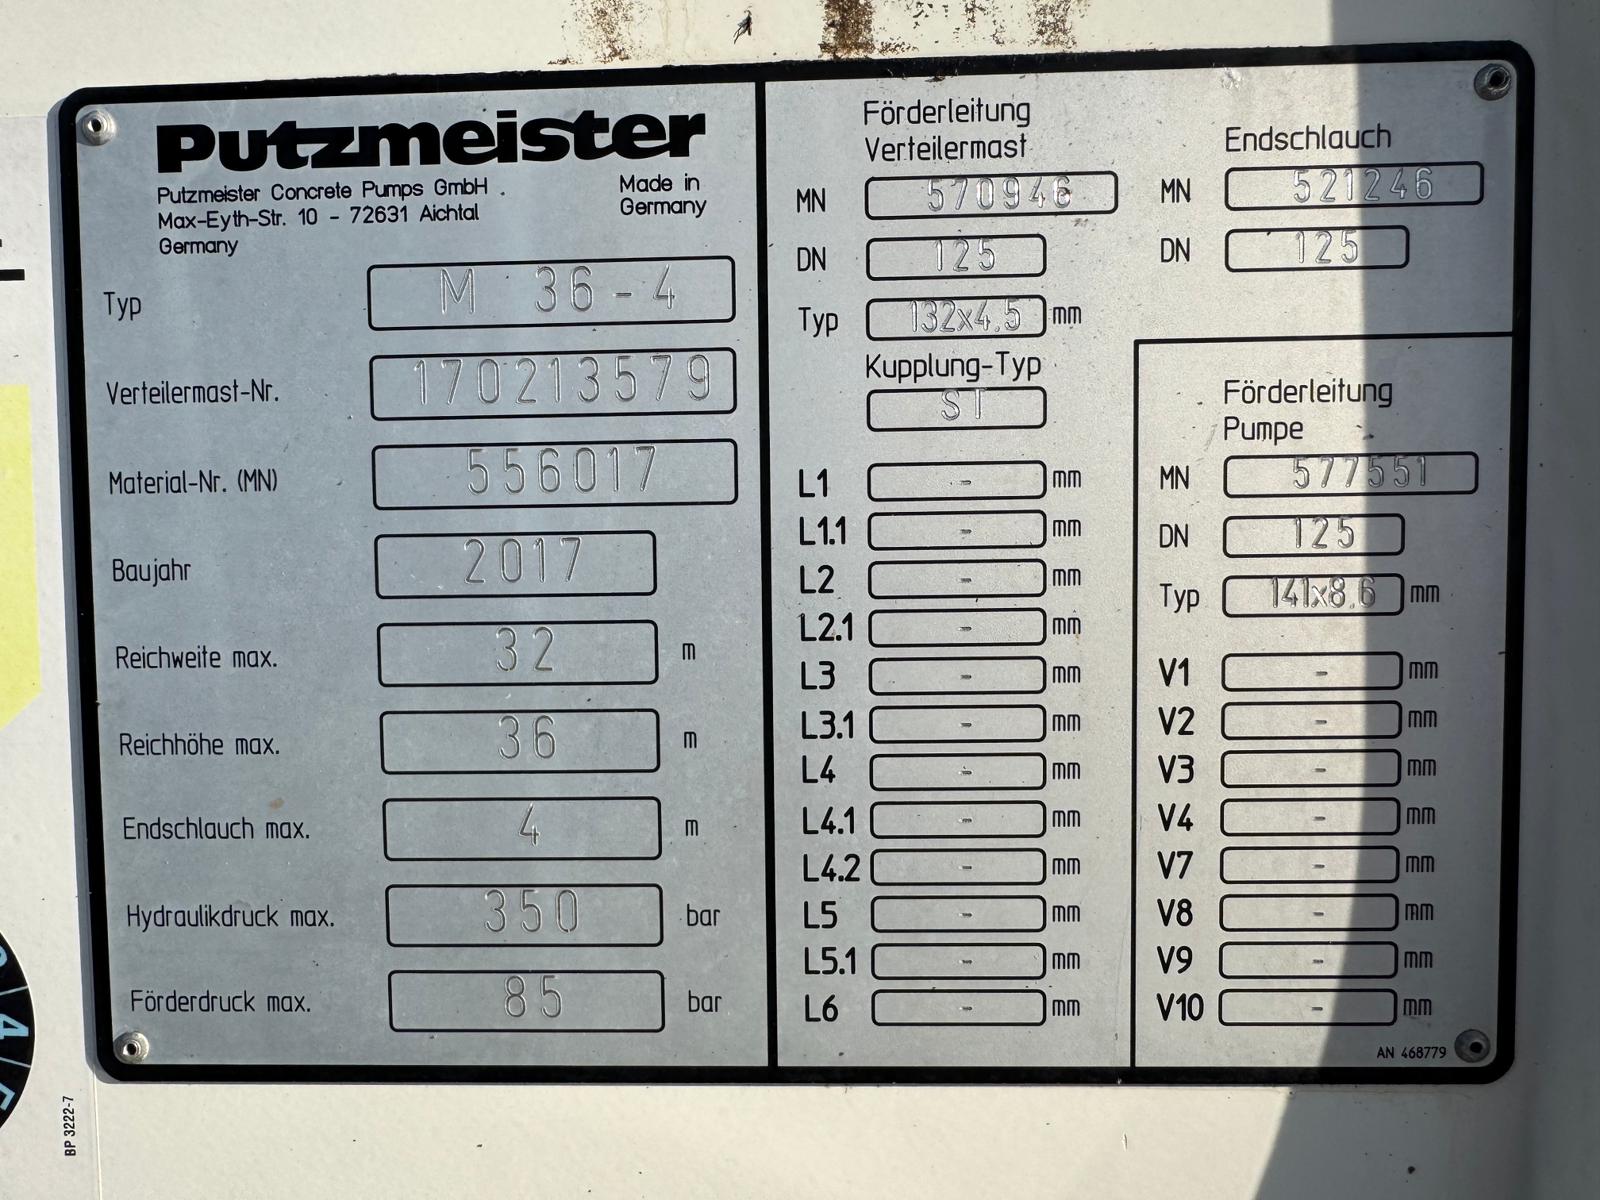 Putzmeister
Putzmeister Concrete Pumps GmbH .
Max-Eyth-Str. 10 - 72631 Aichtal
Germany
Made in
Germany
Typ M 36-4
Verteilermast-Nr. 170213579
Material-Nr. (MN) 556017
Baujahr 2017
Reichweite max. 32 m
Reichhöhe max. 36 m
Endschlauch max. 4 m
Hydraulikdruck max. 350 bar
Förderdruck max. 85 bar
Förderleitung
Verteilermast
MN 570946
DN 125
Typ 132x4.5 mm
Kupplung-Typ
ST
L1 - mm
L1.1 - mm
L2 - mm
L2.1 - mm
L3 - mm
L3.1 - mm
L4 - mm
L4.1 - mm
L4.2 - mm
L5 - mm
L5.1 - mm
L6 - mm
Endschlauch
MN 521246
DN 125
Förderleitung
Pumpe
MN 577551
DN 125
Typ 141x8.6 mm
V1 - mm
V2 - mm
V3 - mm
V4 - mm
V7 - mm
V8 - mm
V9 - mm
V10 - mm
AN 468779
BP 3222-7
4
5